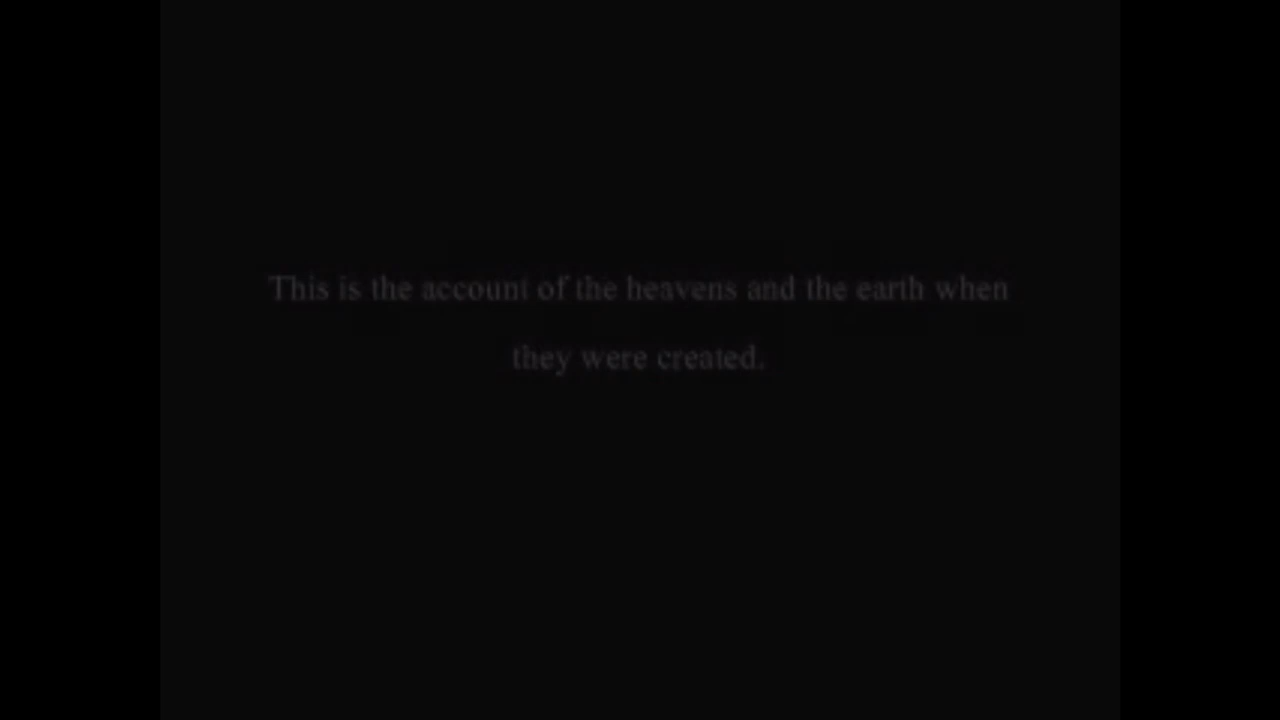 This is the account of the heavens and the earth when
they were created.